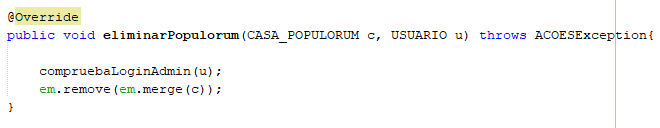 @Override
public void eliminarPopulorum(CASA_POPULORUM c, USUARIO u) throws ACOESException{
compruebaLoginAdmin(u);
em.remove(em.merge(c));
}